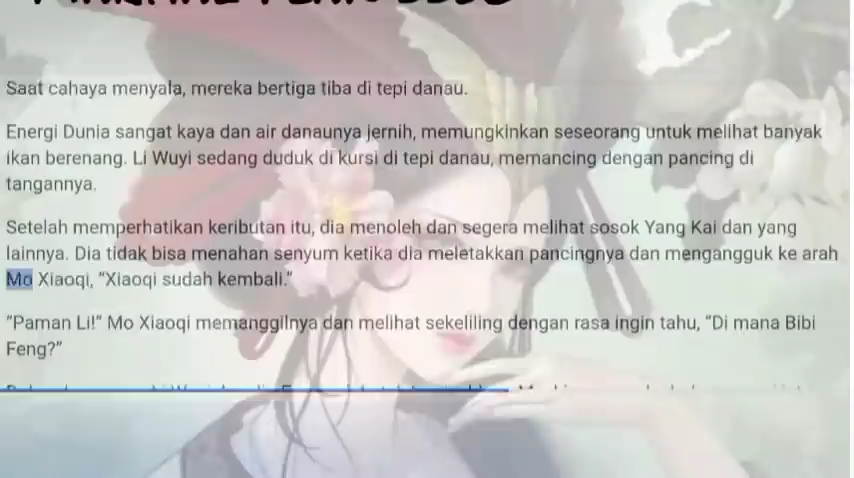 Saat cahaya menyala, mereka bertiga tiba di tepi danau.
Energi Dunia sangat kaya dan air danaunya jernih, memungkinkan seseorang untuk melihat banyak
ikan berenang. Li Wuyi sedang duduk di kursi di tepi danau, memancing dengan pancing di
tangannya.
Setelah memperhatikan keributan itu, dia menoleh dan segera melihat sosok Yang Kai dan yang
lainnya. Dia tidak bisa menahan senyum ketika dia meletakkan pancingnya dan mengangguk ke arah
Mo Xiaoqi, “Xiaoqi sudah kembali.”
“Paman Li!” Mo Xiaoqi memanggilnya dan melihat sekeliling dengan rasa ingin tahu, “Di mana Bibi
Feng?”